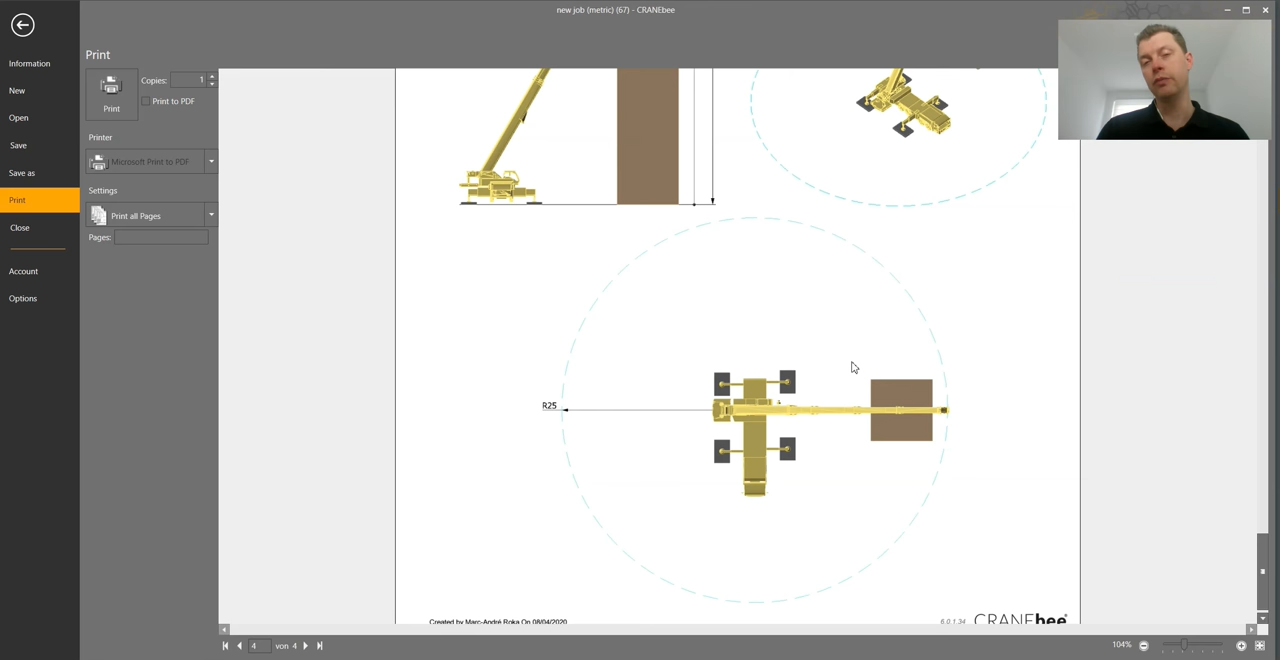 new job (metric) (67) - CRANEbee
Information
New
Open
Save
Save as
Print
Close
Account
Options
Print
Print
Copies: 1
Print to PDF
Printer
Microsoft Print to PDF
Settings
Print all Pages
Pages:
R25
Created by Marc-André Roka On 08/04/2020
6.0.1.34 CRANEbee®
4 von 4
104%